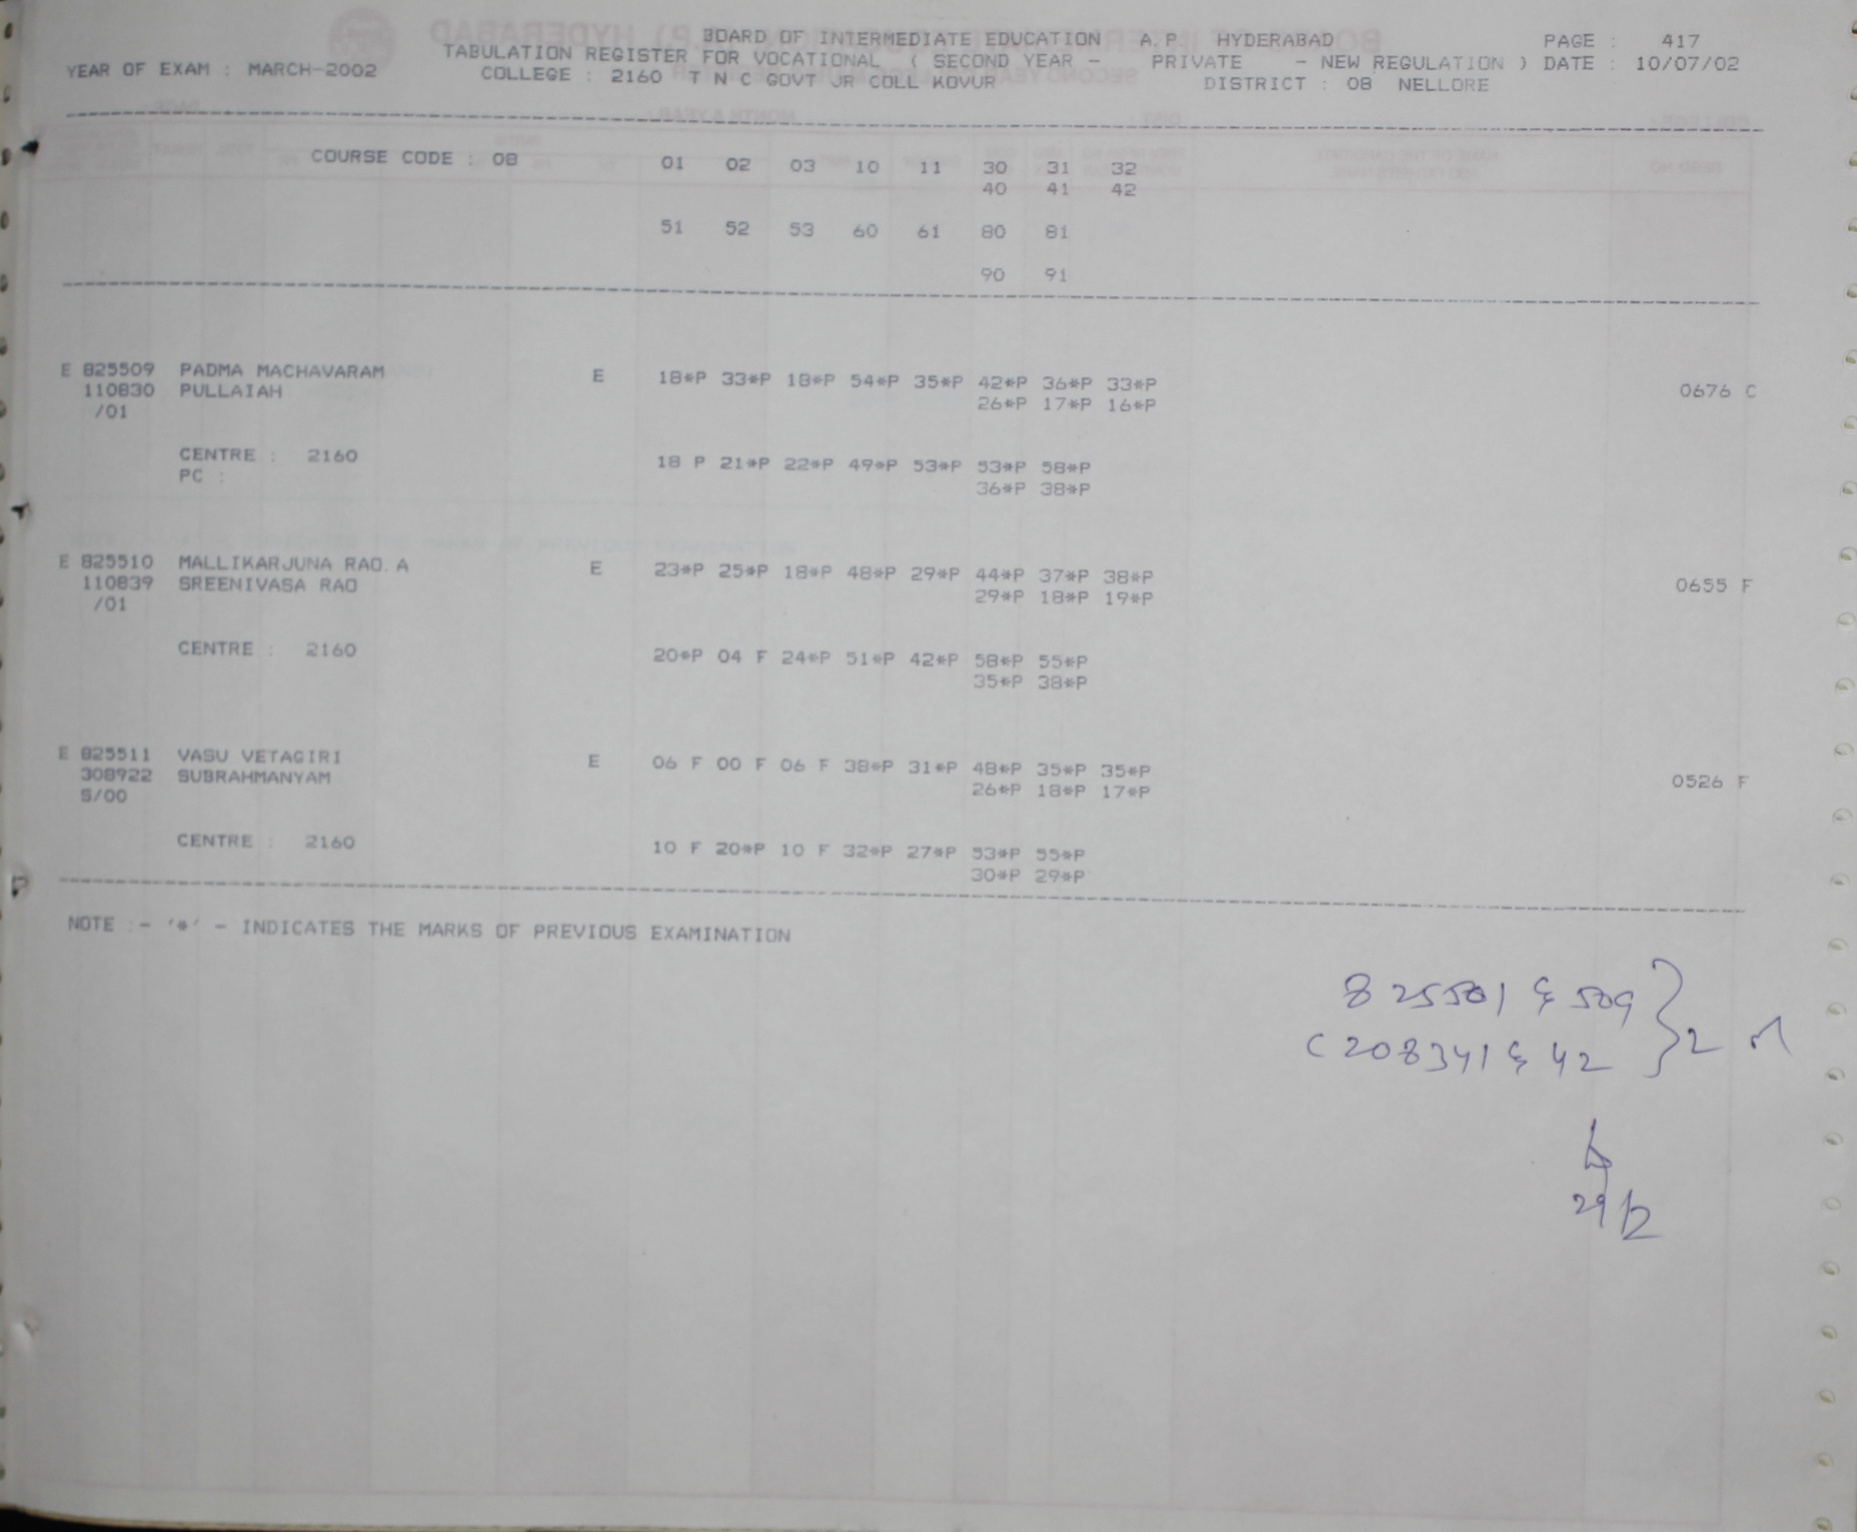 BOARD OF INTERMEDIATE EDUCATION A.P. HYDERABAD PAGE : 417
TABULATION REGISTER FOR VOCATIONAL ( SECOND YEAR - PRIVATE - NEW REGULATION ) DATE : 10/07/02
YEAR OF EXAM : MARCH-2002 COLLEGE : 2160 T N C GOVT JR COLL KOVUR DISTRICT : 08 NELLORE
COURSE CODE : 08 01 02 03 10 11 30 31 32
40 41 42
51 52 53 60 61 80 81
90 91
E 825509 PADMA MACHAVARAM E 18*P 33*P 18*P 54*P 35*P 42*P 36*P 33*P
110830 PULLAIAH 26*P 17*P 16*P 0676 C
/01
CENTRE : 2160 18 P 21*P 22*P 49*P 53*P 53*P 58*P
PC : 36*P 38*P
E 825510 MALLIKARJUNA RAO.A E 23*P 25*P 18*P 48*P 29*P 44*P 37*P 38*P
110839 SREENIVASA RAO 29*P 18*P 19*P 0655 F
/01
CENTRE : 2160 20*P 04 F 24*P 51*P 42*P 58*P 55*P
35*P 38*P
E 825511 VASU VETAGIRI E 06 F 00 F 06 F 38*P 31*P 48*P 35*P 35*P
308922 SUBRAHMANYAM 26*P 18*P 17*P 0526 F
S/00
CENTRE : 2160 10 F 20*P 10 F 32*P 27*P 53*P 55*P
30*P 29*P
NOTE :- '*' - INDICATES THE MARKS OF PREVIOUS EXAMINATION
825501 & 509
C 208341 & 42 } 2
29/12